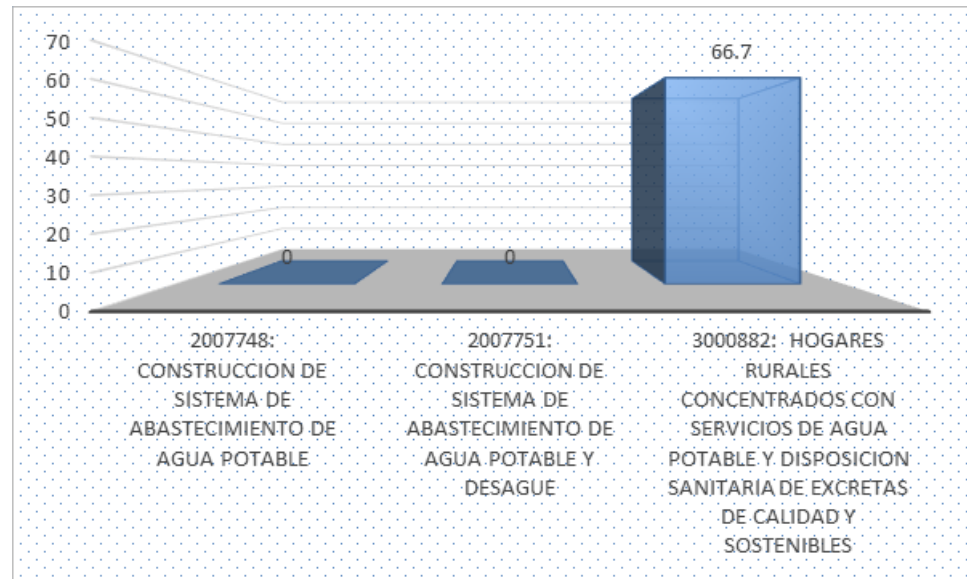 70
60
50
40
30
20
10
0
66.7
0
0
2007748:
CONSTRUCCION DE
SISTEMA DE
ABASTECIMIENTO DE
AGUA POTABLE
2007751:
CONSTRUCCION DE
SISTEMA DE
ABASTECIMIENTO DE
AGUA POTABLE Y
DESAGUE
3000882: HOGARES
RURALES
CONCENTRADOS CON
SERVICIOS DE AGUA
POTABLE Y DISPOSICION
SANITARIA DE EXCRETAS
DE CALIDAD Y
SOSTENIBLES